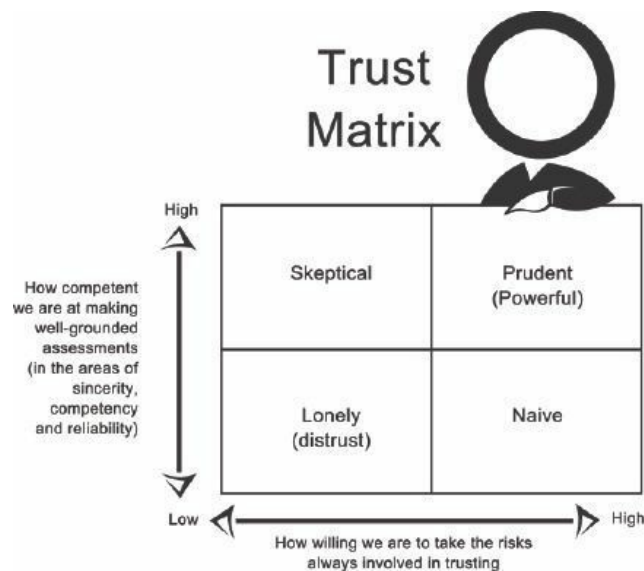 Trust
Matrix
High
How competent
we are at making
well-grounded
assessments
(in the areas of
sincerity,
competency
and reliability)
Skeptical
Prudent
(Powerful)
Lonely
(distrust)
Naive
Low
High
How willing we are to take the risks
always involved in trusting